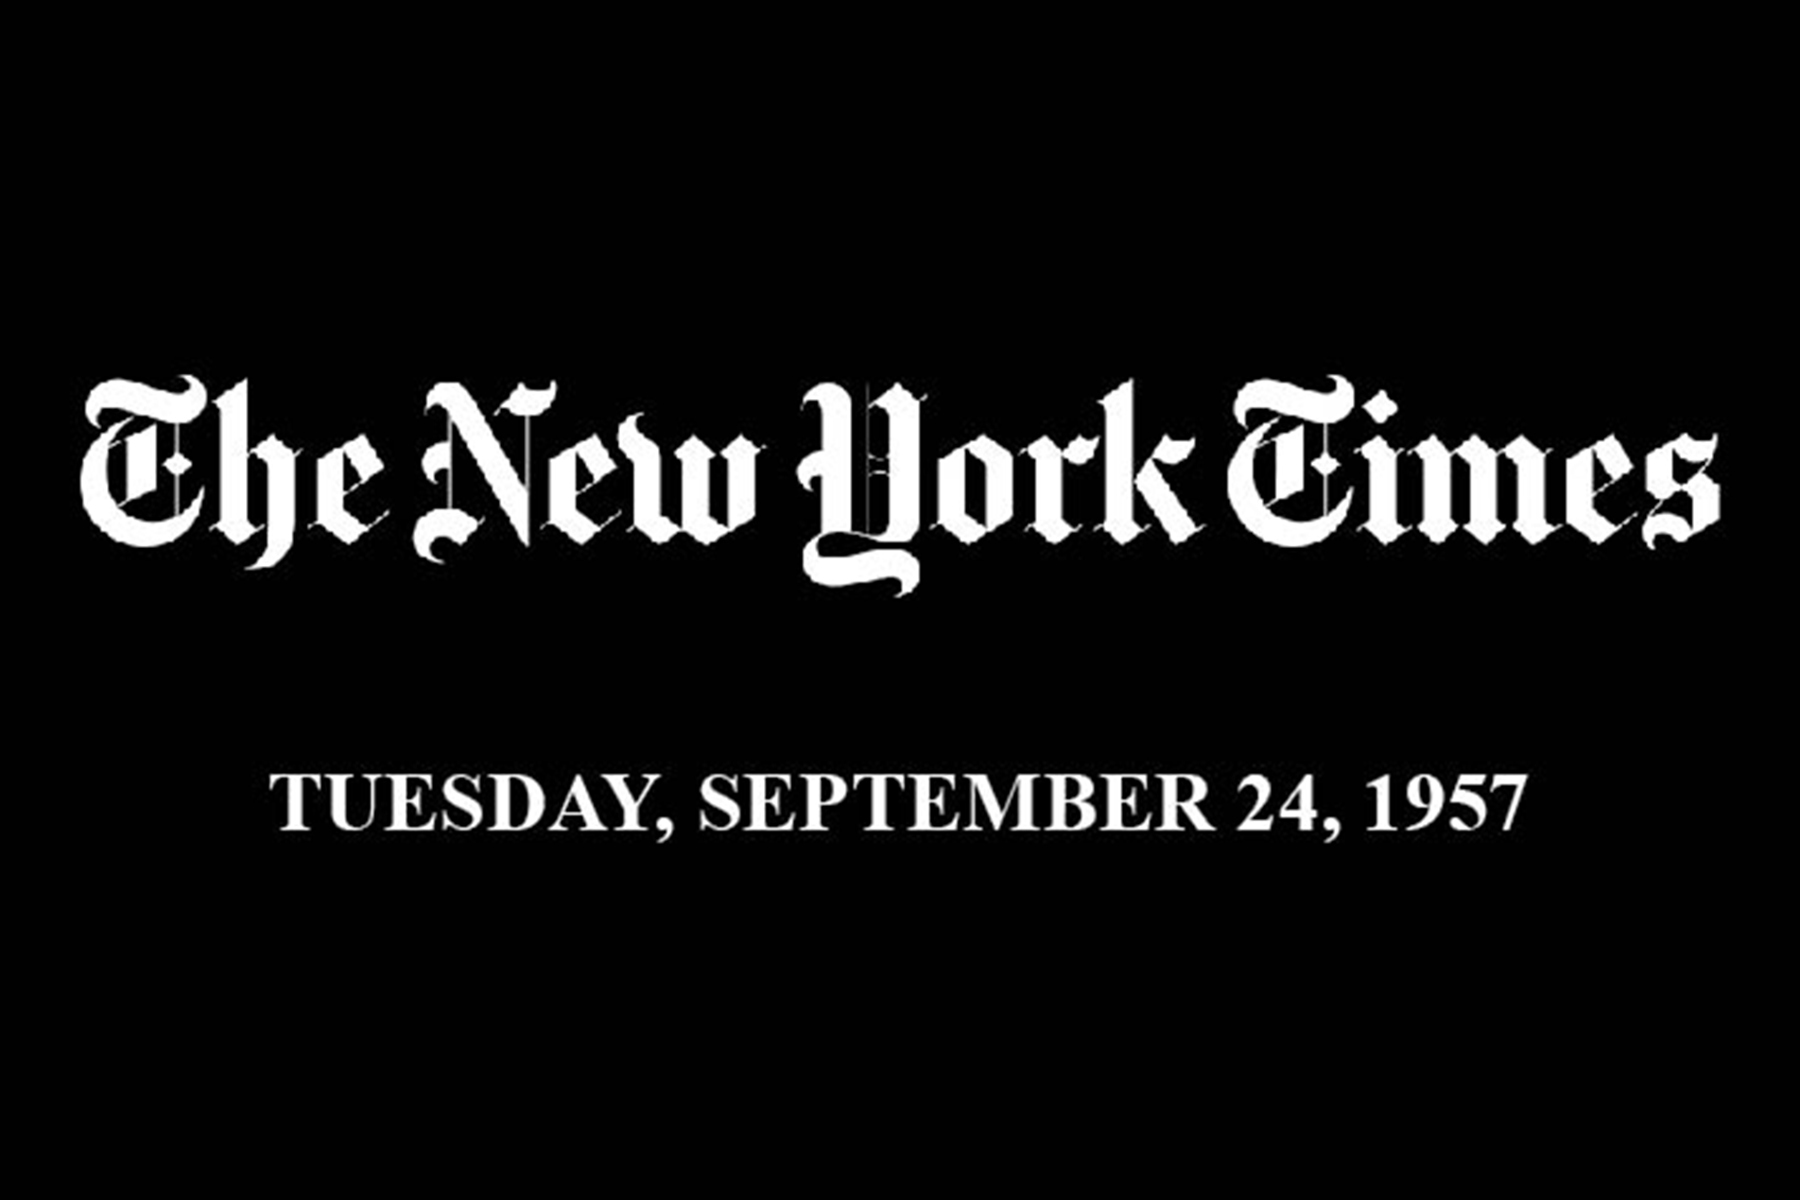 The New York Times
TUESDAY, SEPTEMBER 24, 1957